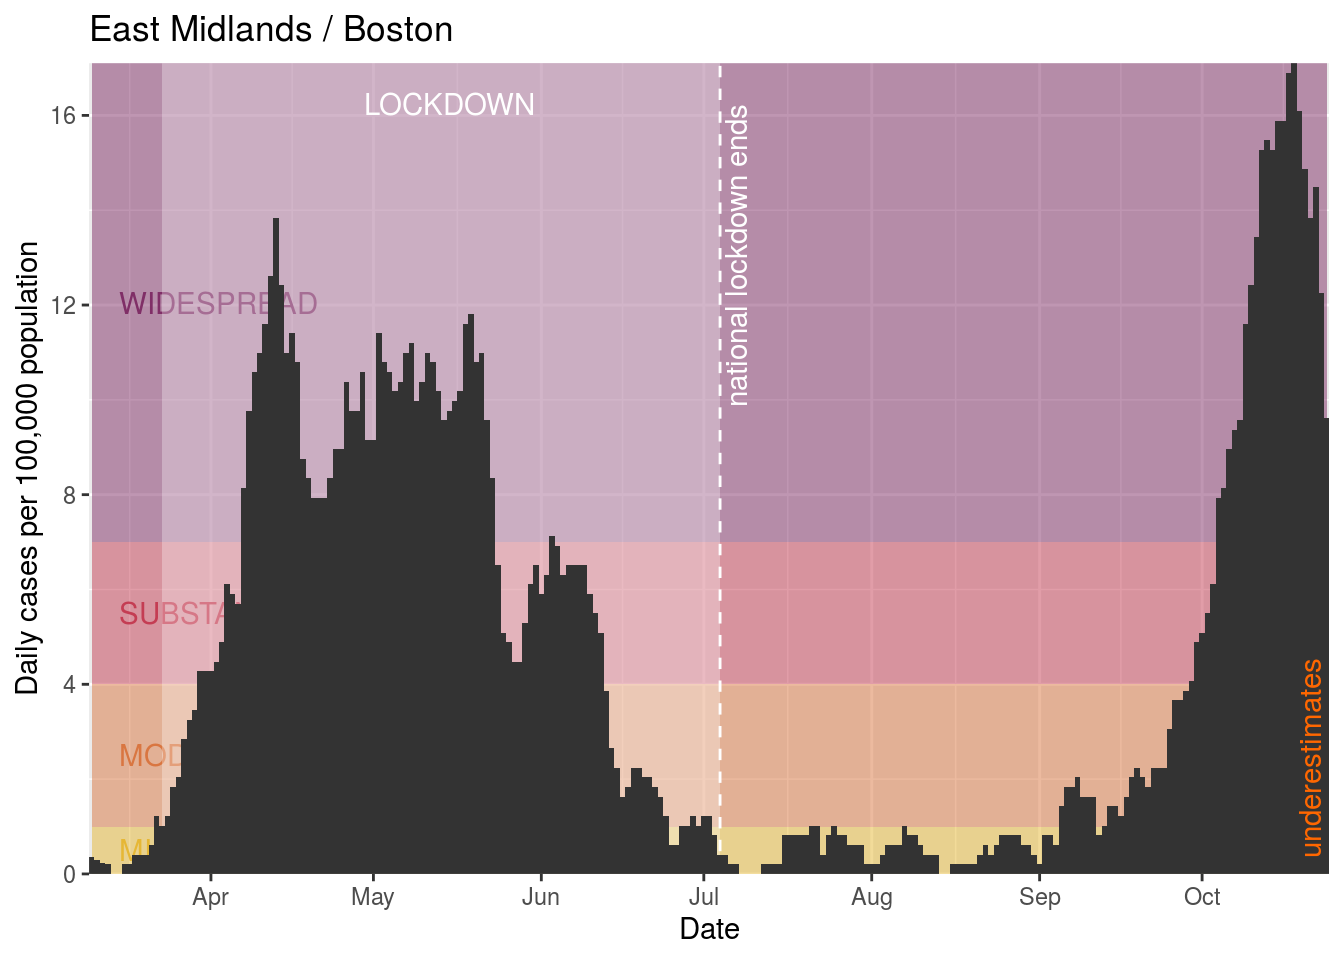 East Midlands / Boston
Daily cases per 100,000 population
16
12
8
4
0
LOCKDOWN
national lockdown ends
WIDESPREAD
SUBSTA
MOD
underestimates
Apr
May
Jun
Jul
Aug
Sep
Oct
Date